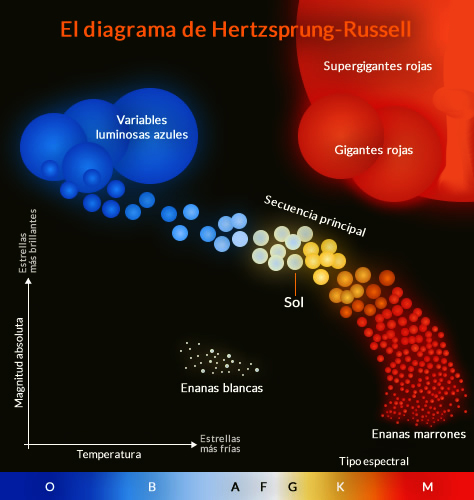 El diagrama de Hertzsprung-Russell
Supergigantes rojas
Variables
luminosas azules
Gigantes rojas
Secuencia principal
Estrellas
más brillantes
Sol
Magnitud absoluta
Enanas blancas
Enanas marrones
Temperatura
Estrellas
más frías
Tipo espectral
O B A F G K M